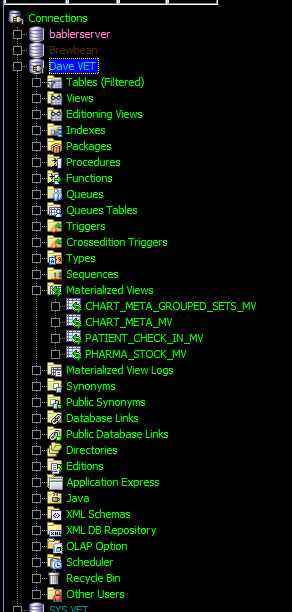 Connections
bablerserver
Brewbean
Dave VET
Tables (Filtered)
Views
Editioning Views
Indexes
Packages
Procedures
Functions
Queues
Queues Tables
Triggers
Crossedition Triggers
Types
Sequences
Materialized Views
CHART_META_GROUPED_SETS_MV
CHART_META_MV
PATIENT_CHECK_IN_MV
PHARMA_STOCK_MV
Materialized View Logs
Synonyms
Public Synonyms
Database Links
Public Database Links
Directories
Editions
Application Express
Java
XML Schemas
XML DB Repository
OLAP Option
Scheduler
Recycle Bin
Other Users
SYS VET